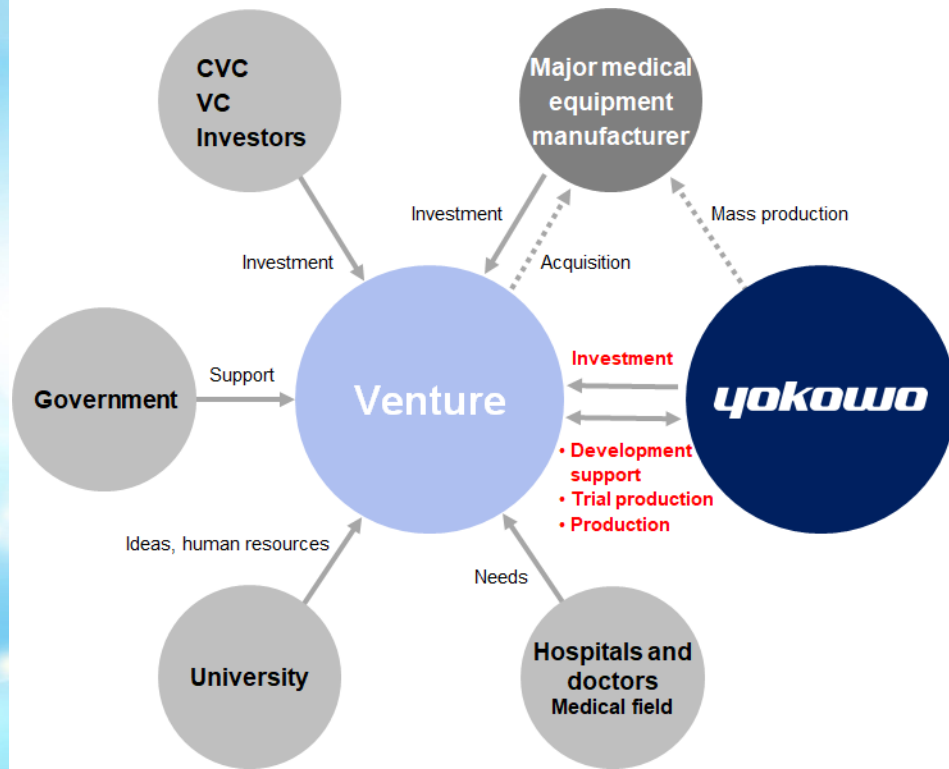 CVC
VC
Investors
Major medical
equipment
manufacturer
Investment
Mass production
Investment
Acquisition
Government
Support
Venture
Investment
yokowo
• Development
support
• Trial production
• Production
Ideas, human resources
Needs
University
Hospitals and
doctors
Medical field